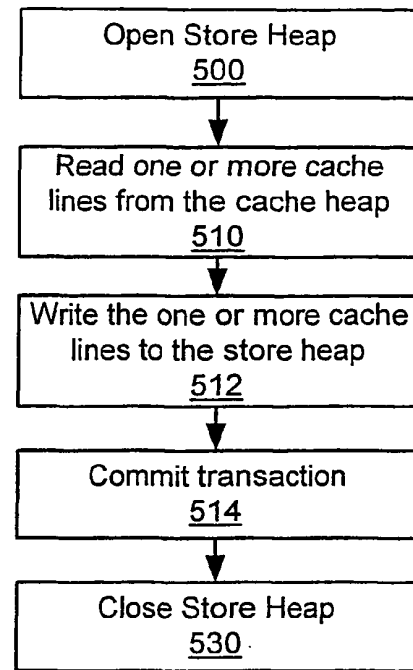 Open Store Heap
500
Read one or more cache
lines from the cache heap
510
Write the one or more cache
lines to the store heap
512
Commit transaction
514
Close Store Heap
530